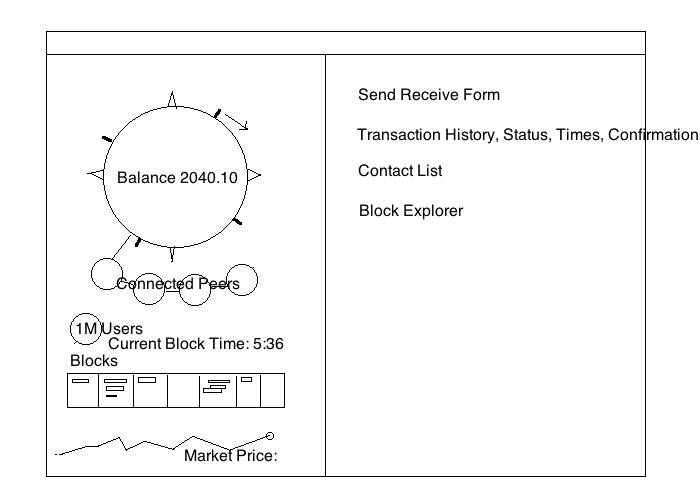 Send Receive Form
Transaction History, Status, Times, Confirmation
Contact List
Balance 2040.10
Block Explorer
Connected Peers
1M Users
Current Block Time: 5:36
Blocks
Market Price: